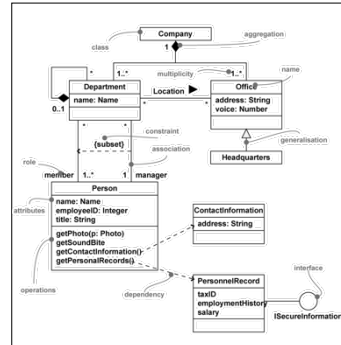 Company
aggregation
1
class
name
multiplicity
*
1..*
1..*
Department
name: Name
Location
Office
address: String
voice: Number
0..1
*
*
*
*
constraint
{subset}
generalisation
association
Headquarters
role
member
1..*
1
manager
Person
attributes
name: Name
employeeID: Integer
title: String
ContactInformation
address: String
getPhoto(p: Photo)
getSoundBite
getContactInformation()
getPersonalRecords()
interface
operations
dependency
PersonnelRecord
taxID
employmentHistory
salary
ISecureInformation